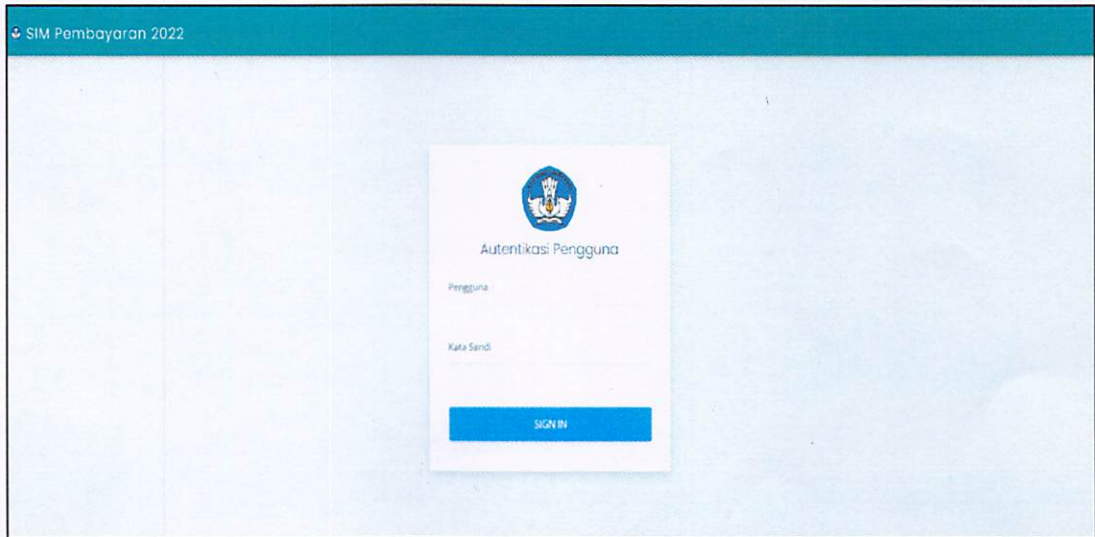 SIM Pembayaran 2022
Autentikasi Pengguna
Pengguna
Kata Sandi
SIGN IN